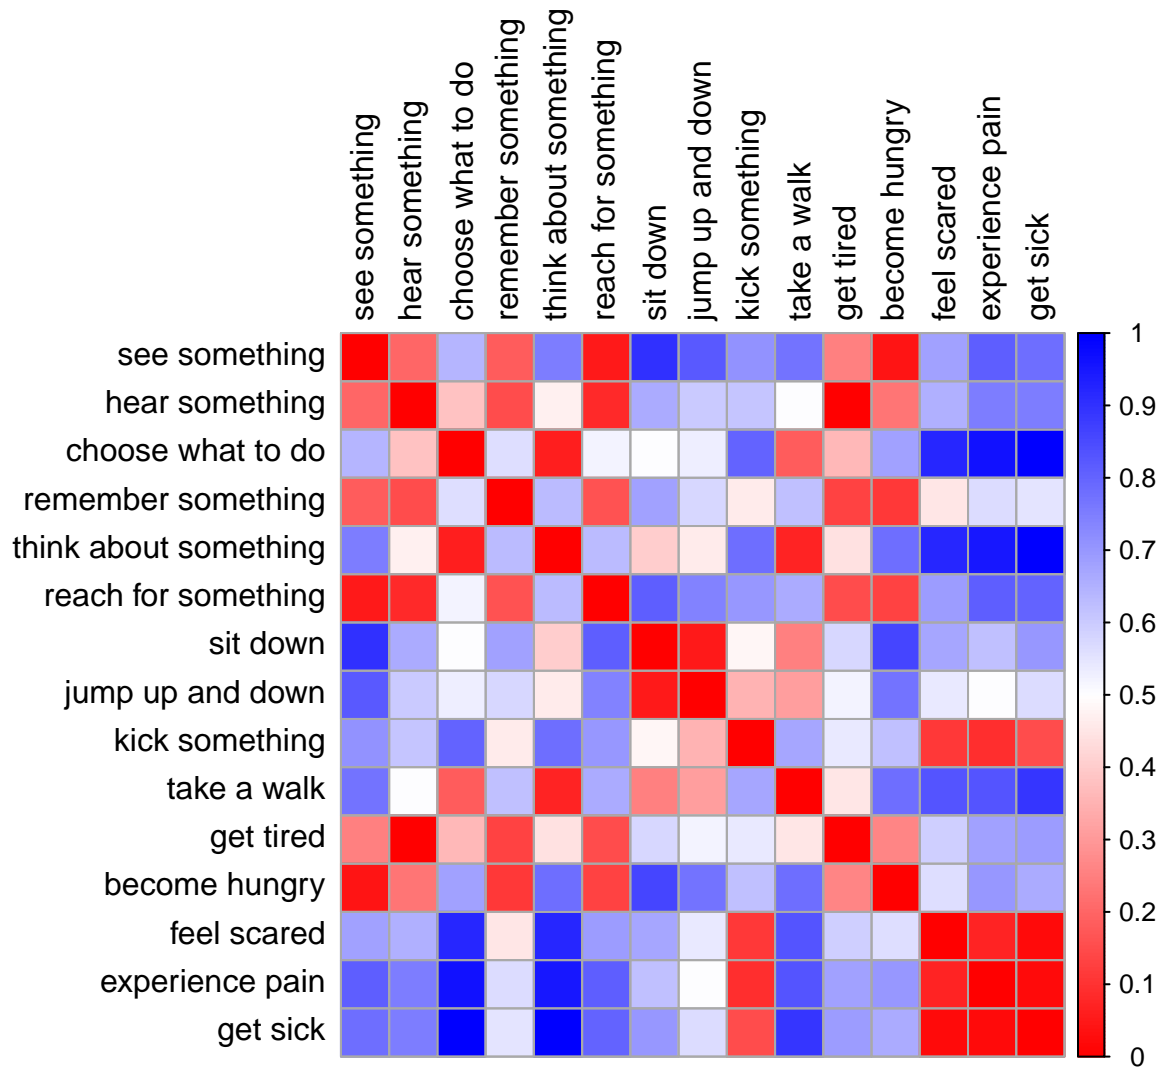 see something
hear something
choose what to do
remember something
think about something
reach for something
sit down
jump up and down
kick something
take a walk
get tired
become hungry
feel scared
experience pain
get sick
see something
hear something
choose what to do
remember something
think about something
reach for something
sit down
jump up and down
kick something
take a walk
get tired
become hungry
feel scared
experience pain
get sick
1
0.9
0.8
0.7
0.6
0.5
0.4
0.3
0.2
0.1
0